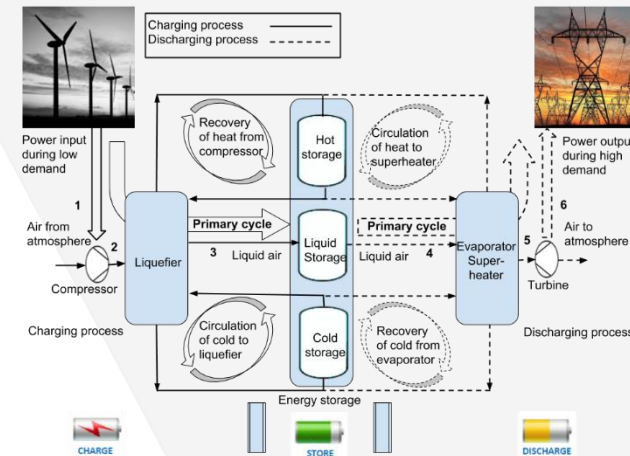 Charging process
Discharging process
Power input
during low
demand
1
Air from
atmosphere
2
Compressor
Charging process
Liquefier
Recovery
of heat from
compressor
Hot
storage
Circulation
of heat to
superheater
Primary cycle
3
Liquid air
Liquid
Storage
Primary cycle
Liquid air
4
Circulation
of cold to
liquefier
Cold
storage
Recovery
of cold from
evaporator
Energy storage
Evaporator
Super-
heater
5
Turbine
6
Power output
during high
demand
Air to
atmosphere
Discharging process
CHARGE
STORE
DISCHARGE